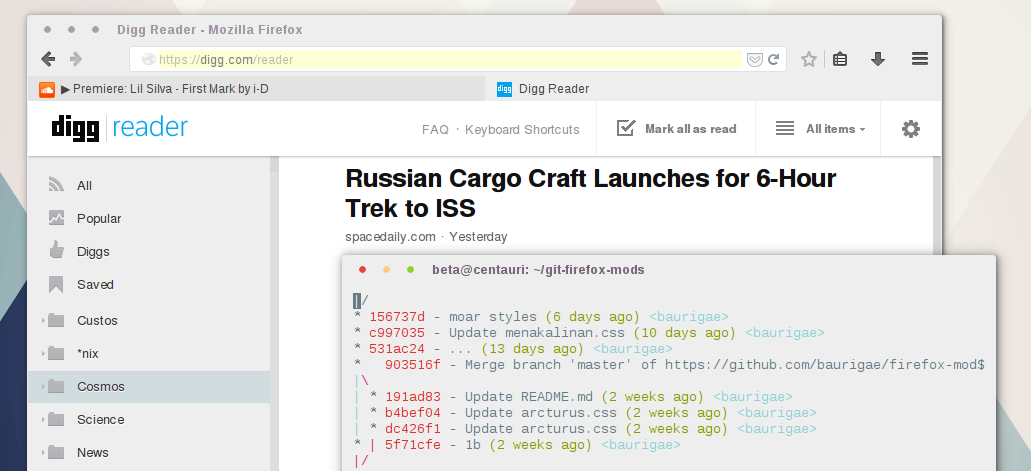 Digg Reader - Mozilla Firefox
https://digg.com/reader
▶ Premiere: Lil Silva - First Mark by i-D
digg Digg Reader
digg reader
FAQ · Keyboard Shortcuts
Mark all as read
All items
All
Popular
Diggs
Saved
Custos
*nix
Cosmos
Science
News
Russian Cargo Craft Launches for 6-Hour
Trek to ISS
spacedaily.com · Yesterday
beta@centauri: ~/git-firefox-mods
|/
* 156737d - moar styles (6 days ago) <baurigae>
* c997035 - Update menakalinan.css (10 days ago) <baurigae>
* 531ac24 - ... (13 days ago) <baurigae>
*   903516f - Merge branch 'master' of https://github.com/baurigae/firefox-mod$
|\
| * 191ad83 - Update README.md (2 weeks ago) <baurigae>
| * b4bef04 - Update arcturus.css (2 weeks ago) <baurigae>
| * dc426f1 - Update arcturus.css (2 weeks ago) <baurigae>
* | 5f71cfe - 1b (2 weeks ago) <baurigae>
|/